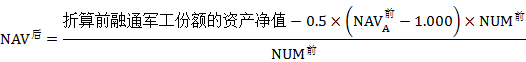 NAV后 = 折算前融通军工份额的资产净值 − 0.5 × (NAV前A − 1.000) × NUM前
NUM前